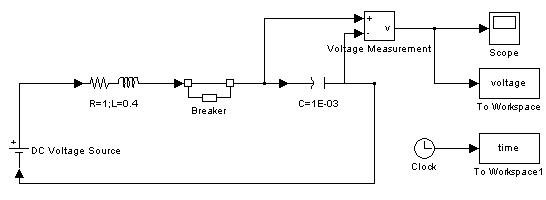 +
-
v
Voltage Measurement
Scope
voltage
To Workspace
R=1;L=0.4
Breaker
C=1E-03
+
DC Voltage Source
time
Clock
To Workspace1